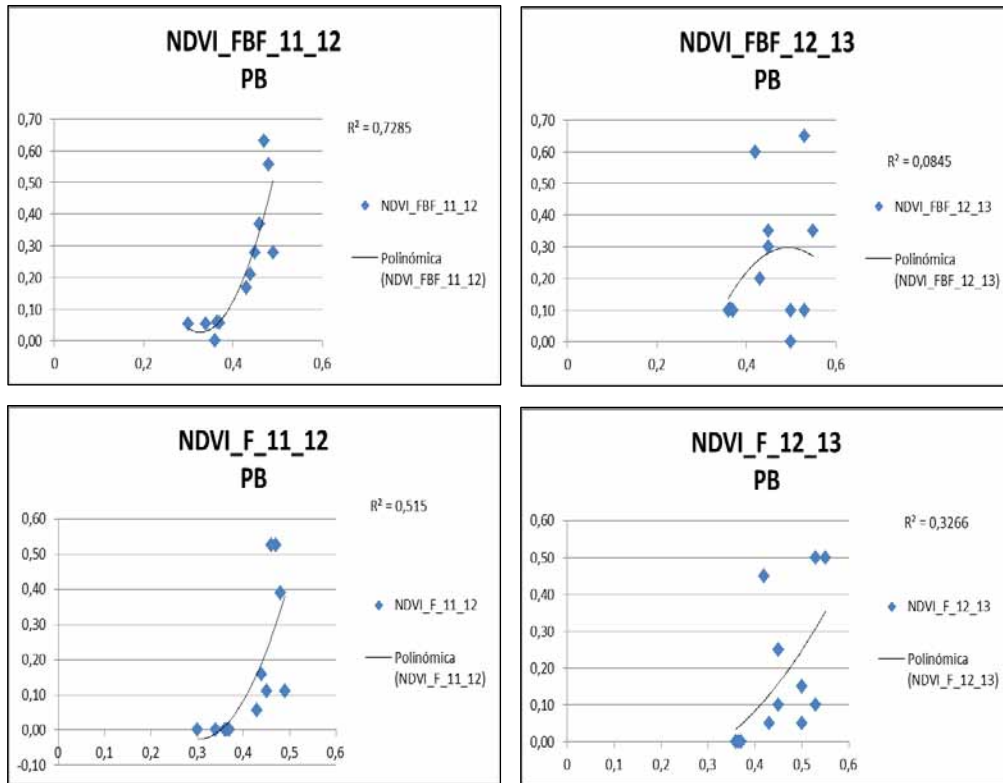 NDVI_FBF_11_12
PB
R² = 0,7285
0,70
0,60
0,50
0,40
0,30
0,20
0,10
0,00
0
0,2
0,4
0,6
NDVI_FBF_11_12
Polinómica
(NDVI_FBF_11_12)
NDVI_FBF_12_13
PB
R² = 0,0845
0,70
0,60
0,50
0,40
0,30
0,20
0,10
0,00
0
0,2
0,4
0,6
NDVI_FBF_12_13
Polinómica
(NDVI_FBF_12_13)
NDVI_F_11_12
PB
R² = 0,515
0,60
0,50
0,40
0,30
0,20
0,10
0,00
-0,10
0
0,1
0,2
0,3
0,4
0,5
0,6
NDVI_F_11_12
Polinómica
(NDVI_F_11_12)
NDVI_F_12_13
PB
R² = 0,3266
0,60
0,50
0,40
0,30
0,20
0,10
0,00
0
0,1
0,2
0,3
0,4
0,5
0,6
NDVI_F_12_13
Polinómica
(NDVI_F_12_13)